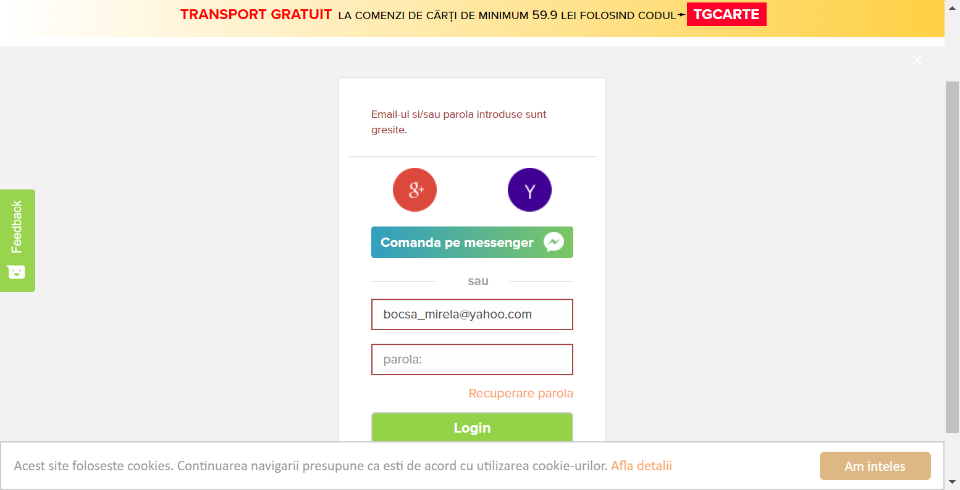 TRANSPORT GRATUIT LA COMENZI DE CĂRȚI DE MINIMUM 59.9 LEI FOLOSIND CODUL TGCARTE
Email-ul si/sau parola introduse sunt
gresite.
g+ Y
Feedback
Comanda pe messenger
sau
bocsa_mirela@yahoo.com
parola:
Recuperare parola
Login
Acest site foloseste cookies. Continuarea navigarii presupune ca esti de acord cu utilizarea cookie-urilor. Afla detalii
Am inteles